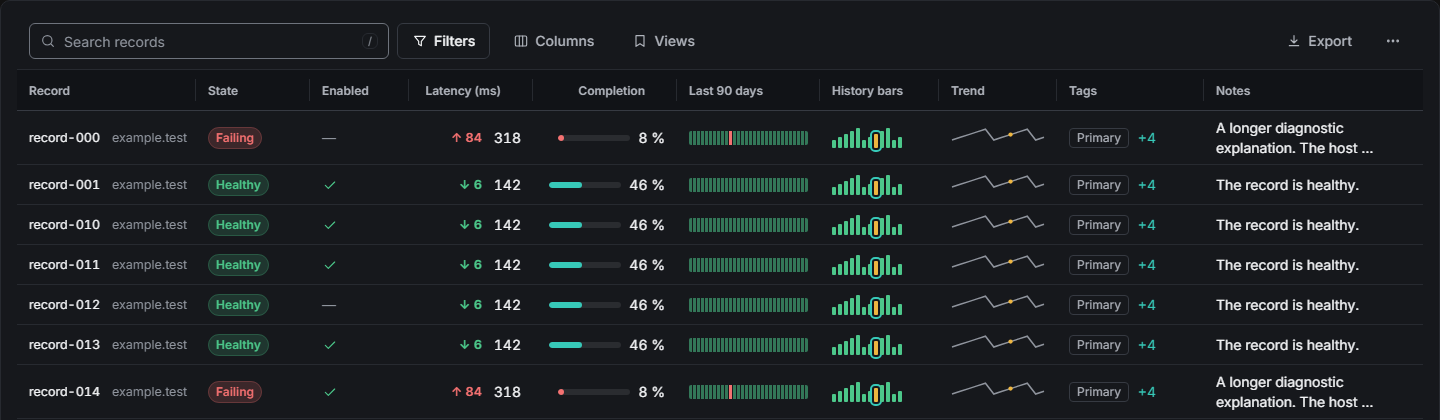 Search records / Filters Columns Views Export ...
Record State Enabled Latency (ms) Completion Last 90 days History bars Trend Tags Notes
record-000 example.test Failing — ↑ 84 318 8 % Primary +4 A longer diagnostic
explanation. The host ...
record-001 example.test Healthy ✓ ↓ 6 142 46 % Primary +4 The record is healthy.
record-010 example.test Healthy ✓ ↓ 6 142 46 % Primary +4 The record is healthy.
record-011 example.test Healthy ✓ ↓ 6 142 46 % Primary +4 The record is healthy.
record-012 example.test Healthy — ↓ 6 142 46 % Primary +4 The record is healthy.
record-013 example.test Healthy ✓ ↓ 6 142 46 % Primary +4 The record is healthy.
record-014 example.test Failing ✓ ↑ 84 318 8 % Primary +4 A longer diagnostic
explanation. The host ...